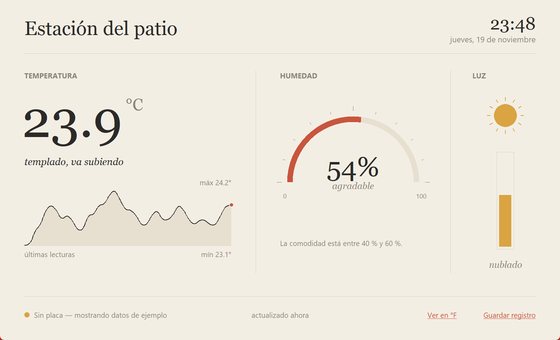 Estación del patio
23:48
jueves, 19 de noviembre
TEMPERATURA
23.9 °C
templado, va subiendo
máx 24.2°
últimas lecturas
mín 23.1°
HUMEDAD
54%
agradable
0
100
La comodidad está entre 40 % y 60 %.
LUZ
nublado
Sin placa — mostrando datos de ejemplo
actualizado ahora
Ver en °F
Guardar registro